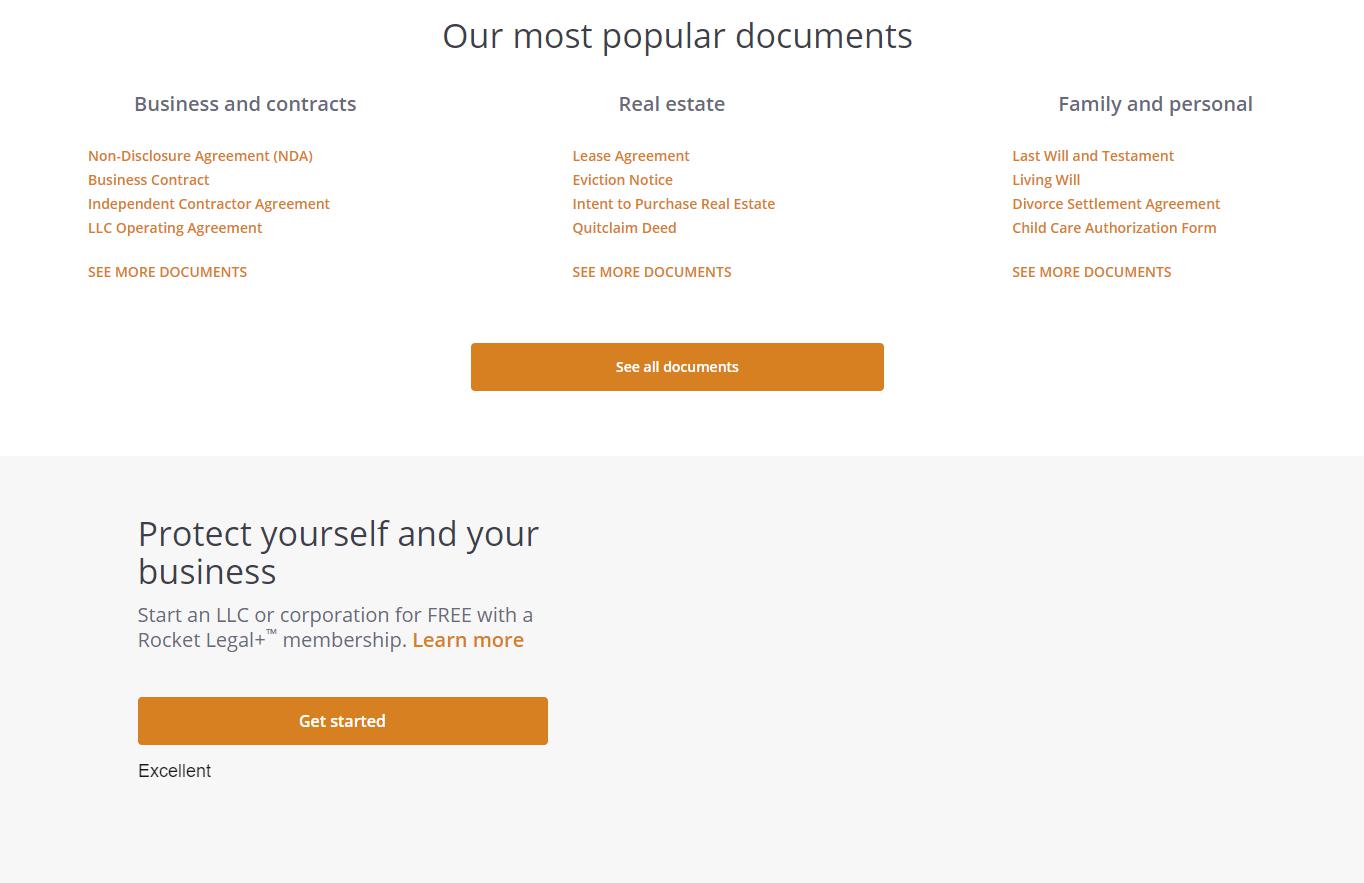 Our most popular documents
Business and contracts
Non-Disclosure Agreement (NDA)
Business Contract
Independent Contractor Agreement
LLC Operating Agreement
SEE MORE DOCUMENTS
Real estate
Lease Agreement
Eviction Notice
Intent to Purchase Real Estate
Quitclaim Deed
SEE MORE DOCUMENTS
Family and personal
Last Will and Testament
Living Will
Divorce Settlement Agreement
Child Care Authorization Form
SEE MORE DOCUMENTS
See all documents
Protect yourself and your
business
Start an LLC or corporation for FREE with a
Rocket Legal+™ membership. Learn more
Get started
Excellent